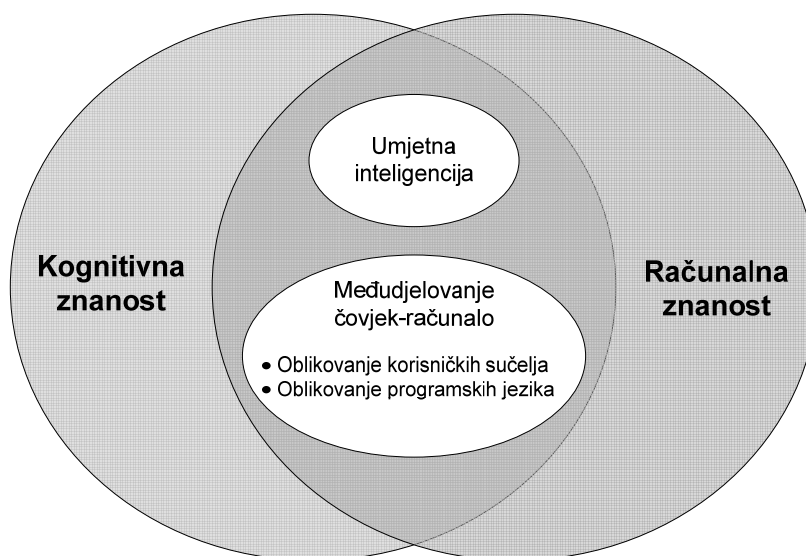 Umjetna
inteligencija
Kognitivna
znanost
Računalna
znanost
Međudjelovanje
čovjek-računalo
• Oblikovanje korisničkih sučelja
• Oblikovanje programskih jezika